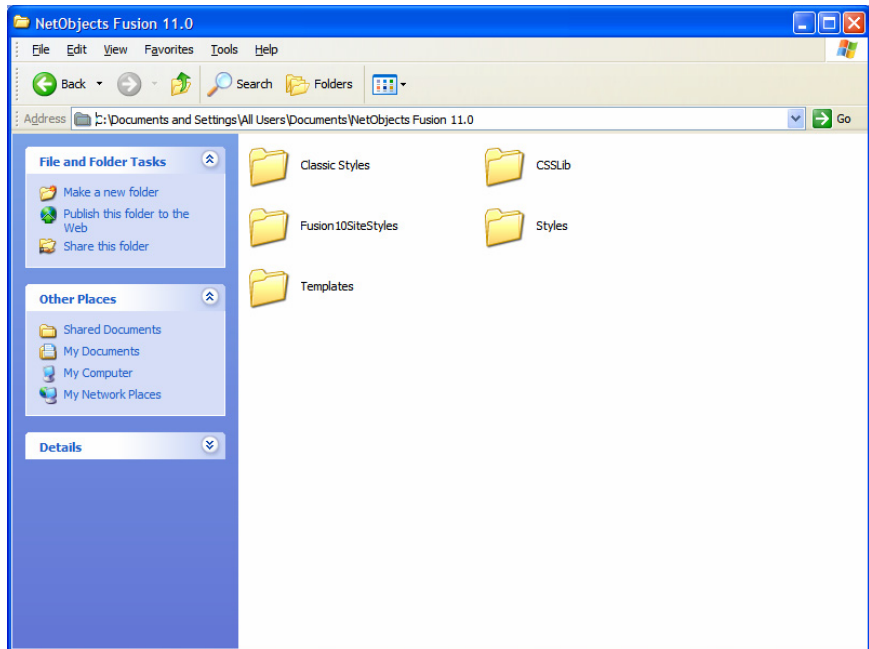 NetObjects Fusion 11.0
File Edit View Favorites Tools Help
Back Search Folders
Address C:\Documents and Settings\All Users\Documents\NetObjects Fusion 11.0 Go
File and Folder Tasks
Make a new folder
Publish this folder to the
Web
Share this folder
Other Places
Shared Documents
My Documents
My Computer
My Network Places
Details
Classic Styles CSSLib
Fusion10SiteStyles Styles
Templates